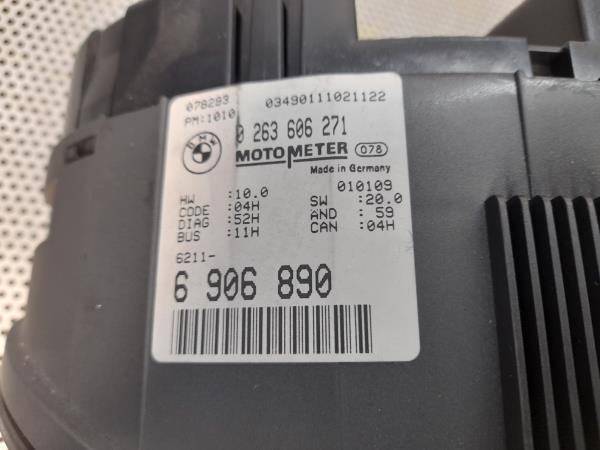 078293 03490111021122
PM:1010
0 263 606 271
BMW
MOTOMETER 078
Made in Germany
010109
HW :10.0 SW :20.0
CODE :04H AND : 59
DIAG :52H CAN :04H
BUS :11H
6211-
6 906 890